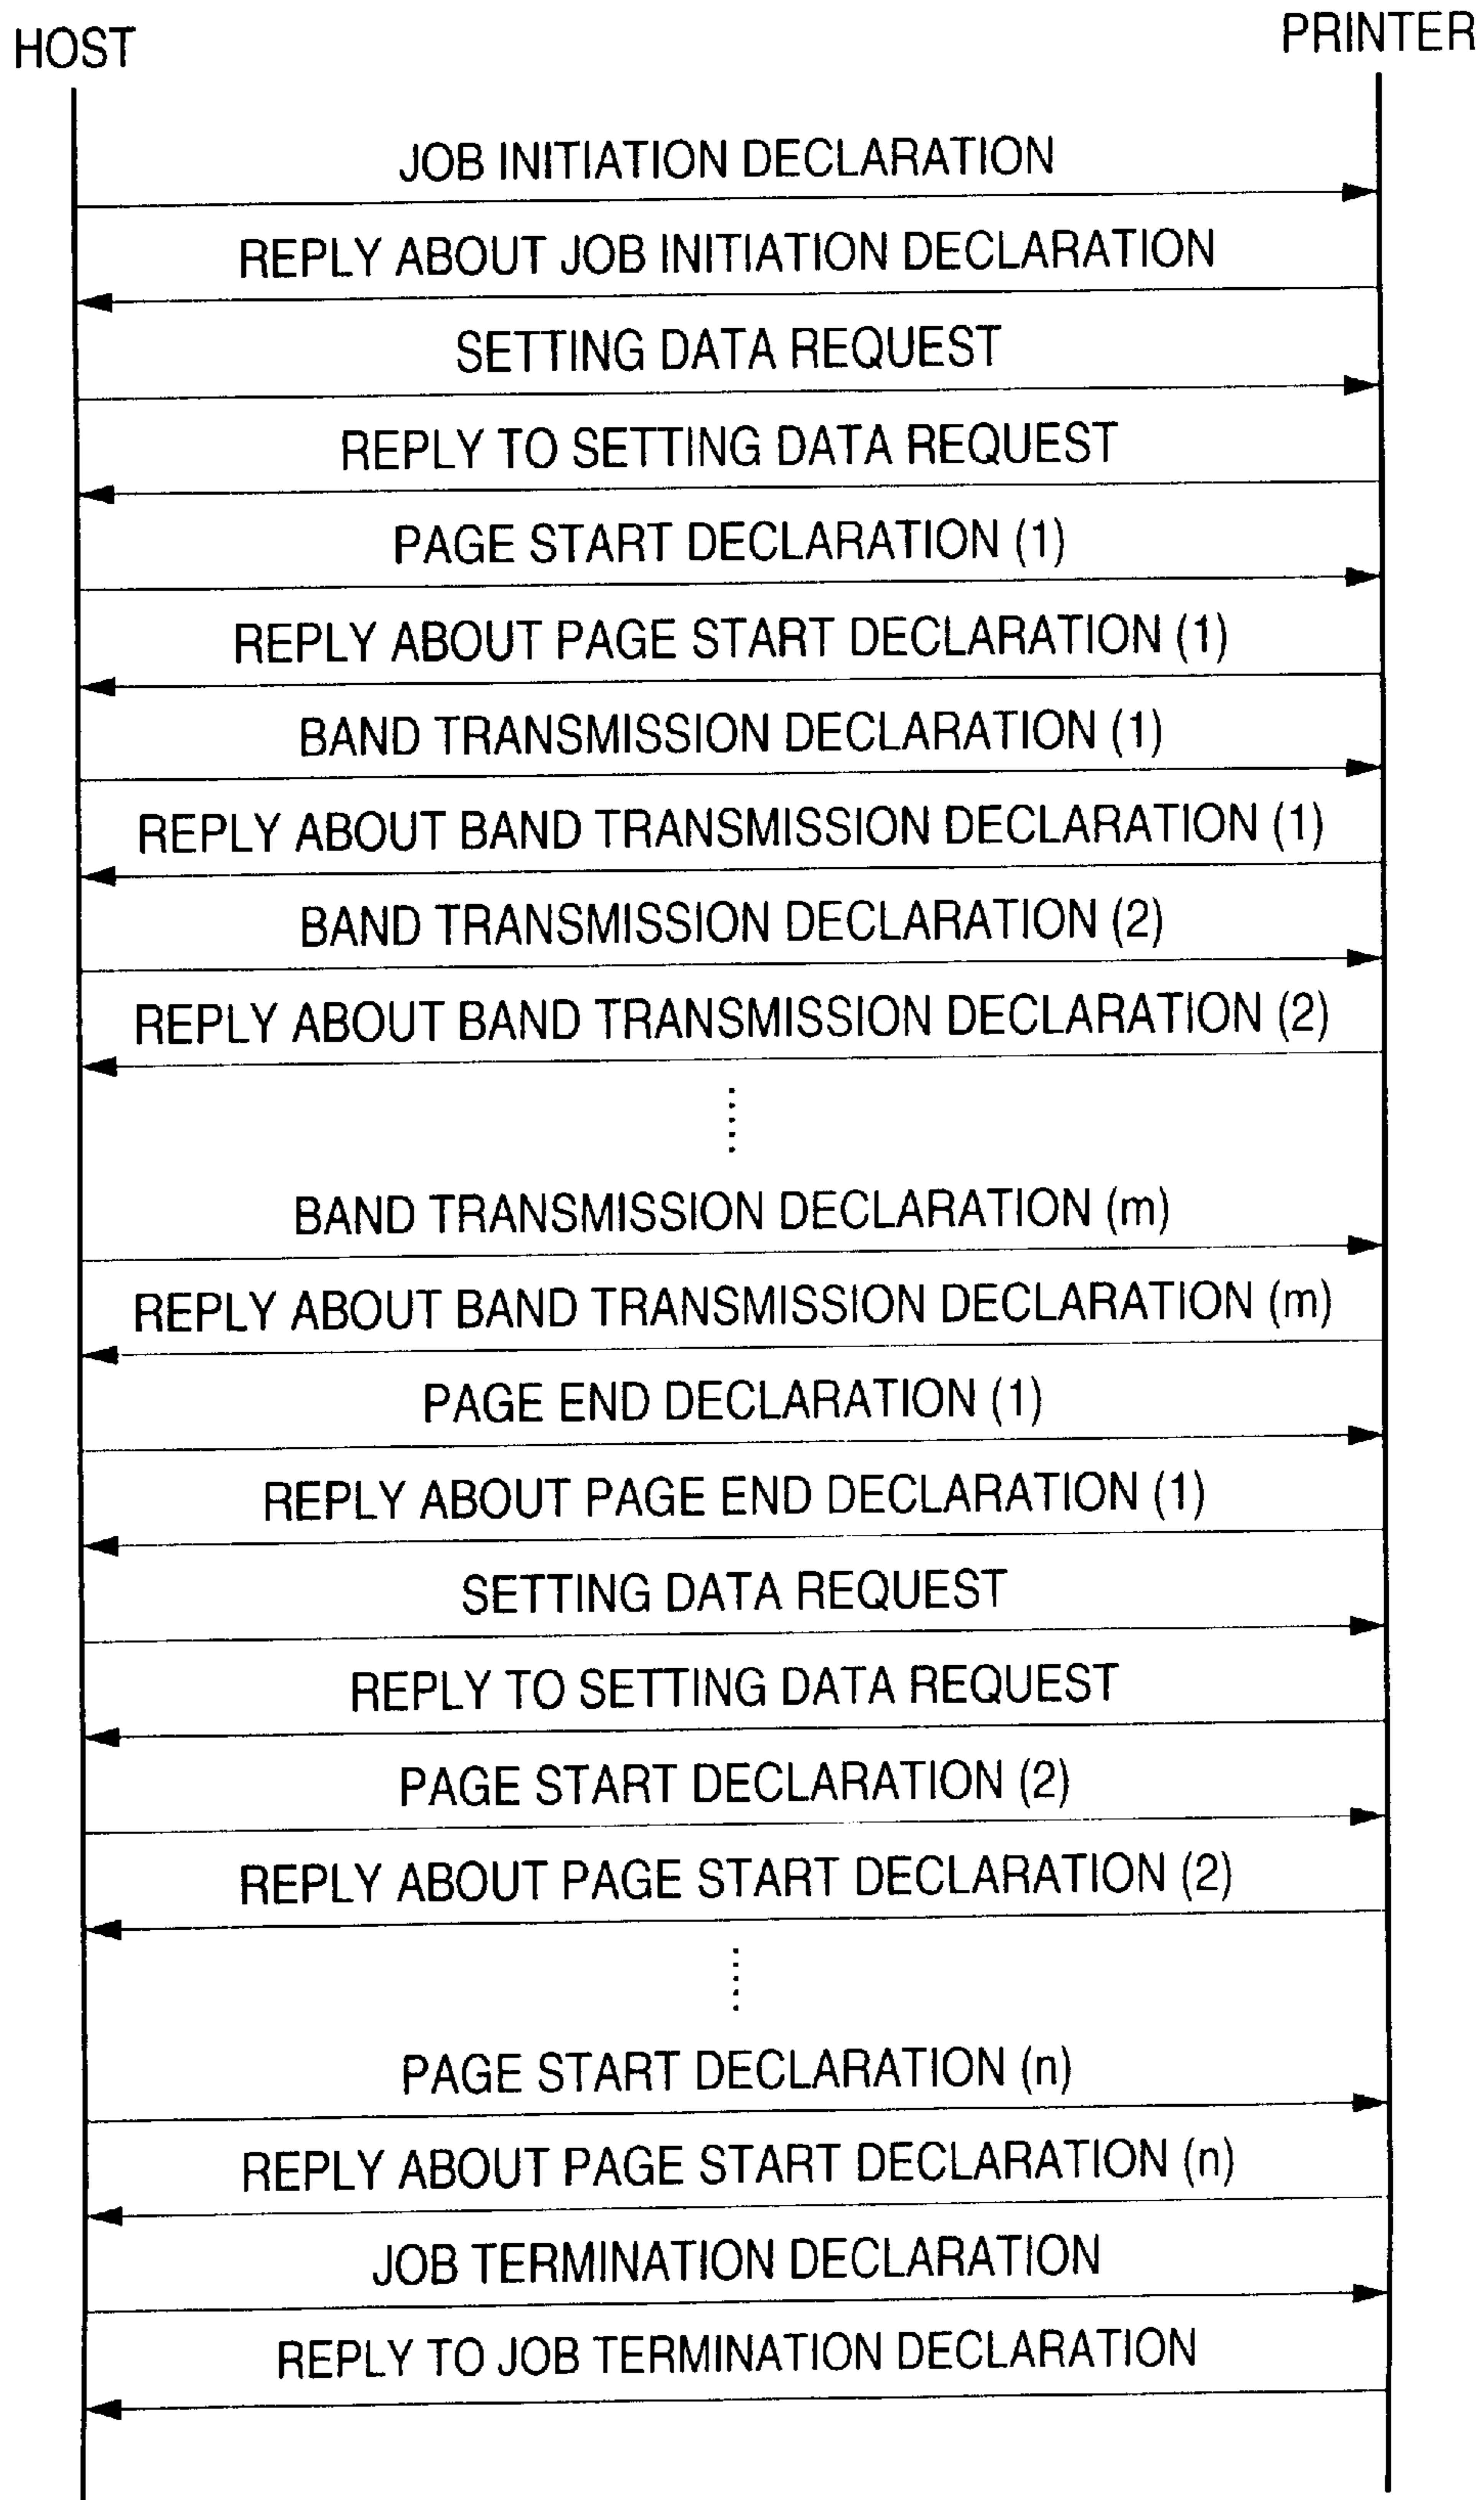 HOST
PRINTER
JOB INITIATION DECLARATION
REPLY ABOUT JOB INITIATION DECLARATION
SETTING DATA REQUEST
REPLY TO SETTING DATA REQUEST
PAGE START DECLARATION (1)
REPLY ABOUT PAGE START DECLARATION (1)
BAND TRANSMISSION DECLARATION (1)
REPLY ABOUT BAND TRANSMISSION DECLARATION (1)
BAND TRANSMISSION DECLARATION (2)
REPLY ABOUT BAND TRANSMISSION DECLARATION (2)
BAND TRANSMISSION DECLARATION (m)
REPLY ABOUT BAND TRANSMISSION DECLARATION (m)
PAGE END DECLARATION (1)
REPLY ABOUT PAGE END DECLARATION (1)
SETTING DATA REQUEST
REPLY TO SETTING DATA REQUEST
PAGE START DECLARATION (2)
REPLY ABOUT PAGE START DECLARATION (2)
PAGE START DECLARATION (n)
REPLY ABOUT PAGE START DECLARATION (n)
JOB TERMINATION DECLARATION
REPLY TO JOB TERMINATION DECLARATION